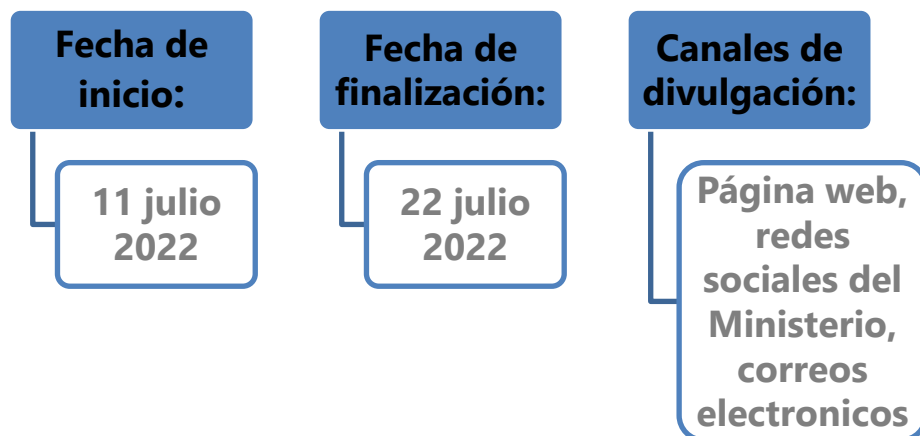 Fecha de
inicio:
11 julio
2022
Fecha de
finalización:
22 julio
2022
Canales de
divulgación:
Página web,
redes
sociales del
Ministerio,
correos
electronicos